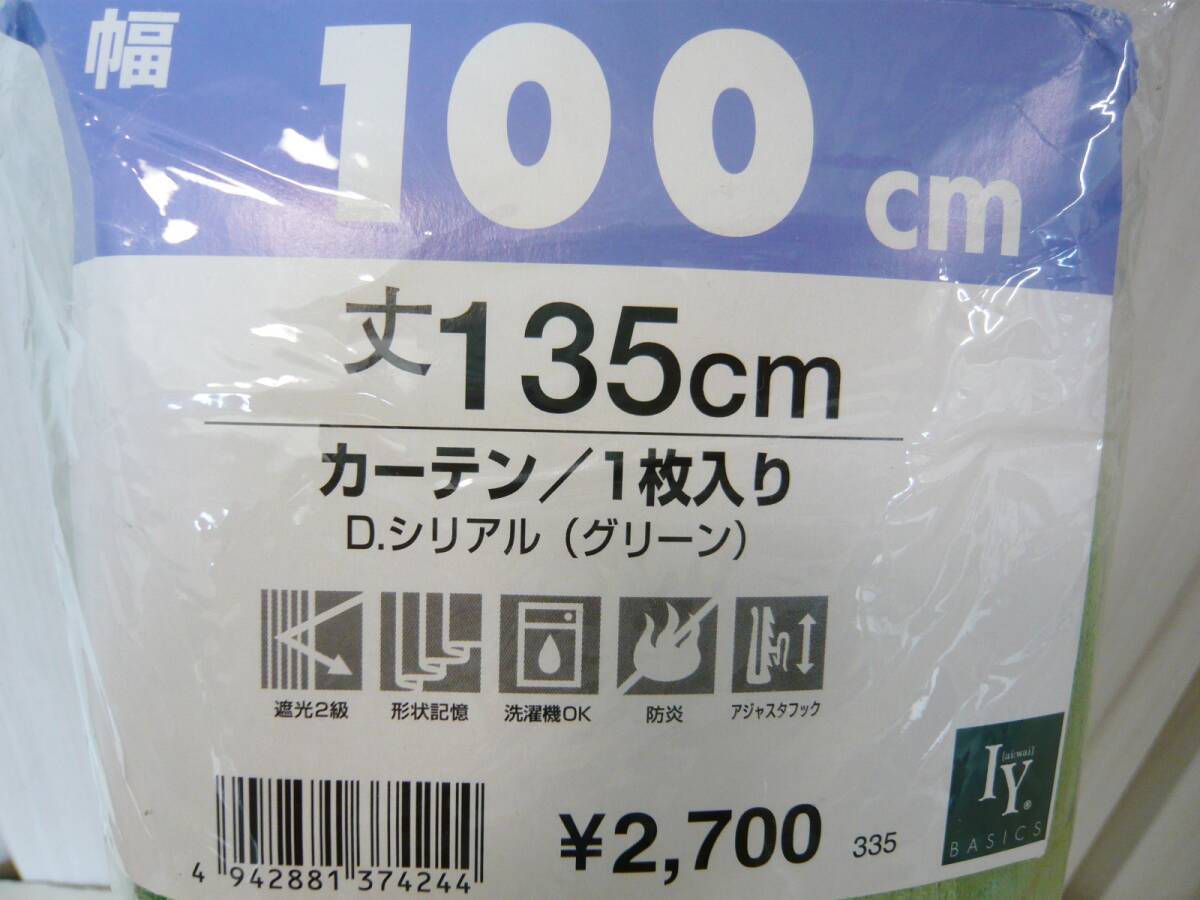 幅 100 cm
丈135cm
カーテン／1枚入り
D.シリアル（グリーン）
遮光2級 形状記憶 洗濯機OK 防炎 アジャスタフック
[ai:wai]
IY®
BASICS
¥2,700 335
4 942881 374244